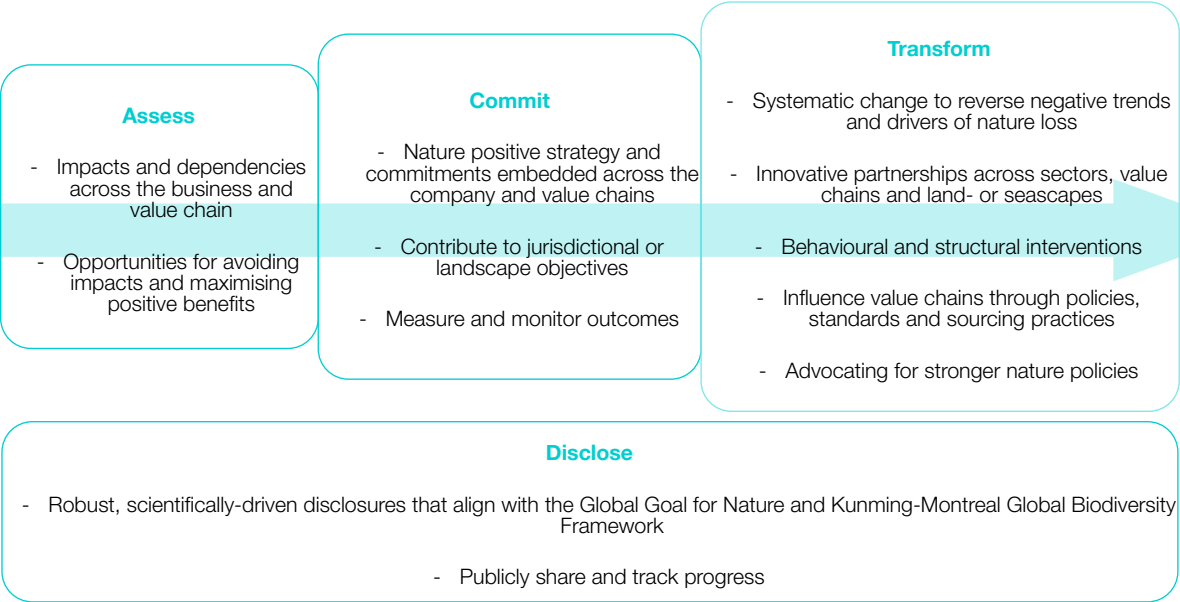 Assess
- Impacts and dependencies
across the business and
value chain
- Opportunities for avoiding
impacts and maximising
positive benefits
Commit
- Nature positive strategy and
commitments embedded across the
company and value chains
- Contribute to jurisdictional or
landscape objectives
- Measure and monitor outcomes
Transform
- Systematic change to reverse negative trends
and drivers of nature loss
- Innovative partnerships across sectors, value
chains and land- or seascapes
- Behavioural and structural interventions
- Influence value chains through policies,
standards and sourcing practices
- Advocating for stronger nature policies
Disclose
- Robust, scientifically-driven disclosures that align with the Global Goal for Nature and Kunming-Montreal Global Biodiversity
Framework
- Publicly share and track progress